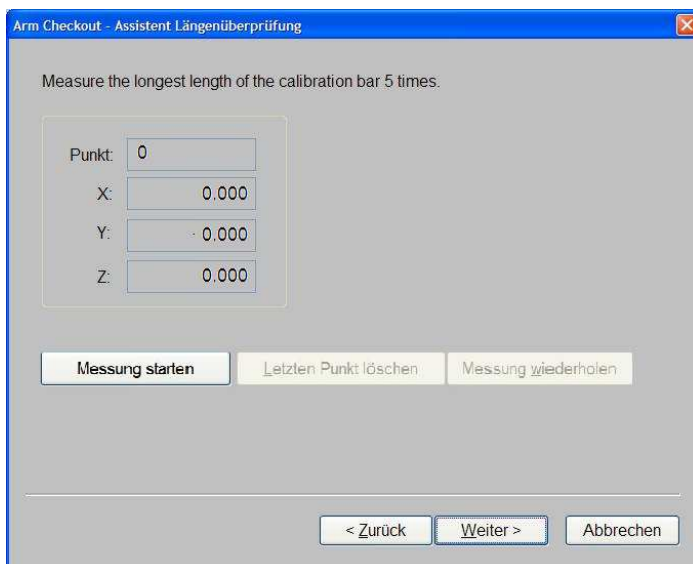 Arm Checkout - Assistent Längenüberprüfung
Measure the longest length of the calibration bar 5 times.
Punkt: 0
X: 0.000
Y: - 0.000
Z: 0.000
Messung starten Letzten Punkt löschen Messung wiederholen
< Zurück Weiter > Abbrechen